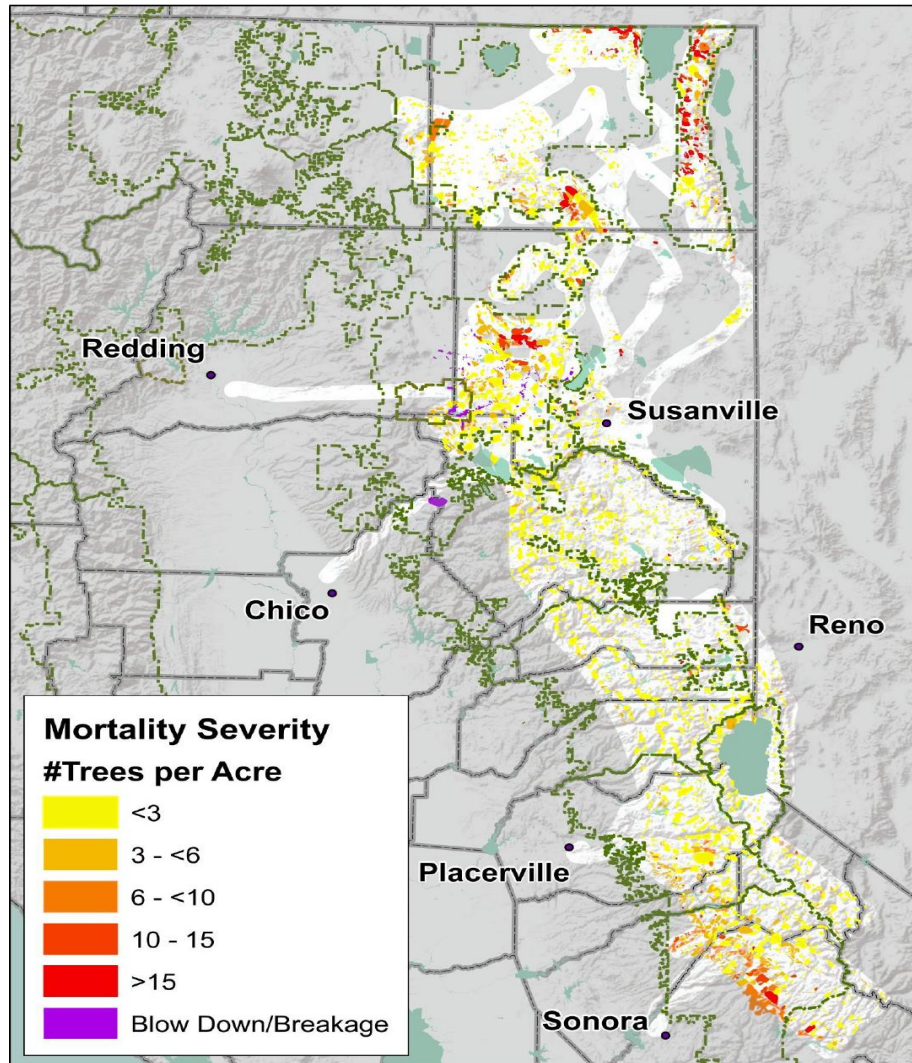 Redding
Susanville
Chico
Reno
Mortality Severity
#Trees per Acre
<3
3 - <6
6 - <10
10 - 15
>15
Blow Down/Breakage
Placerville
Sonora